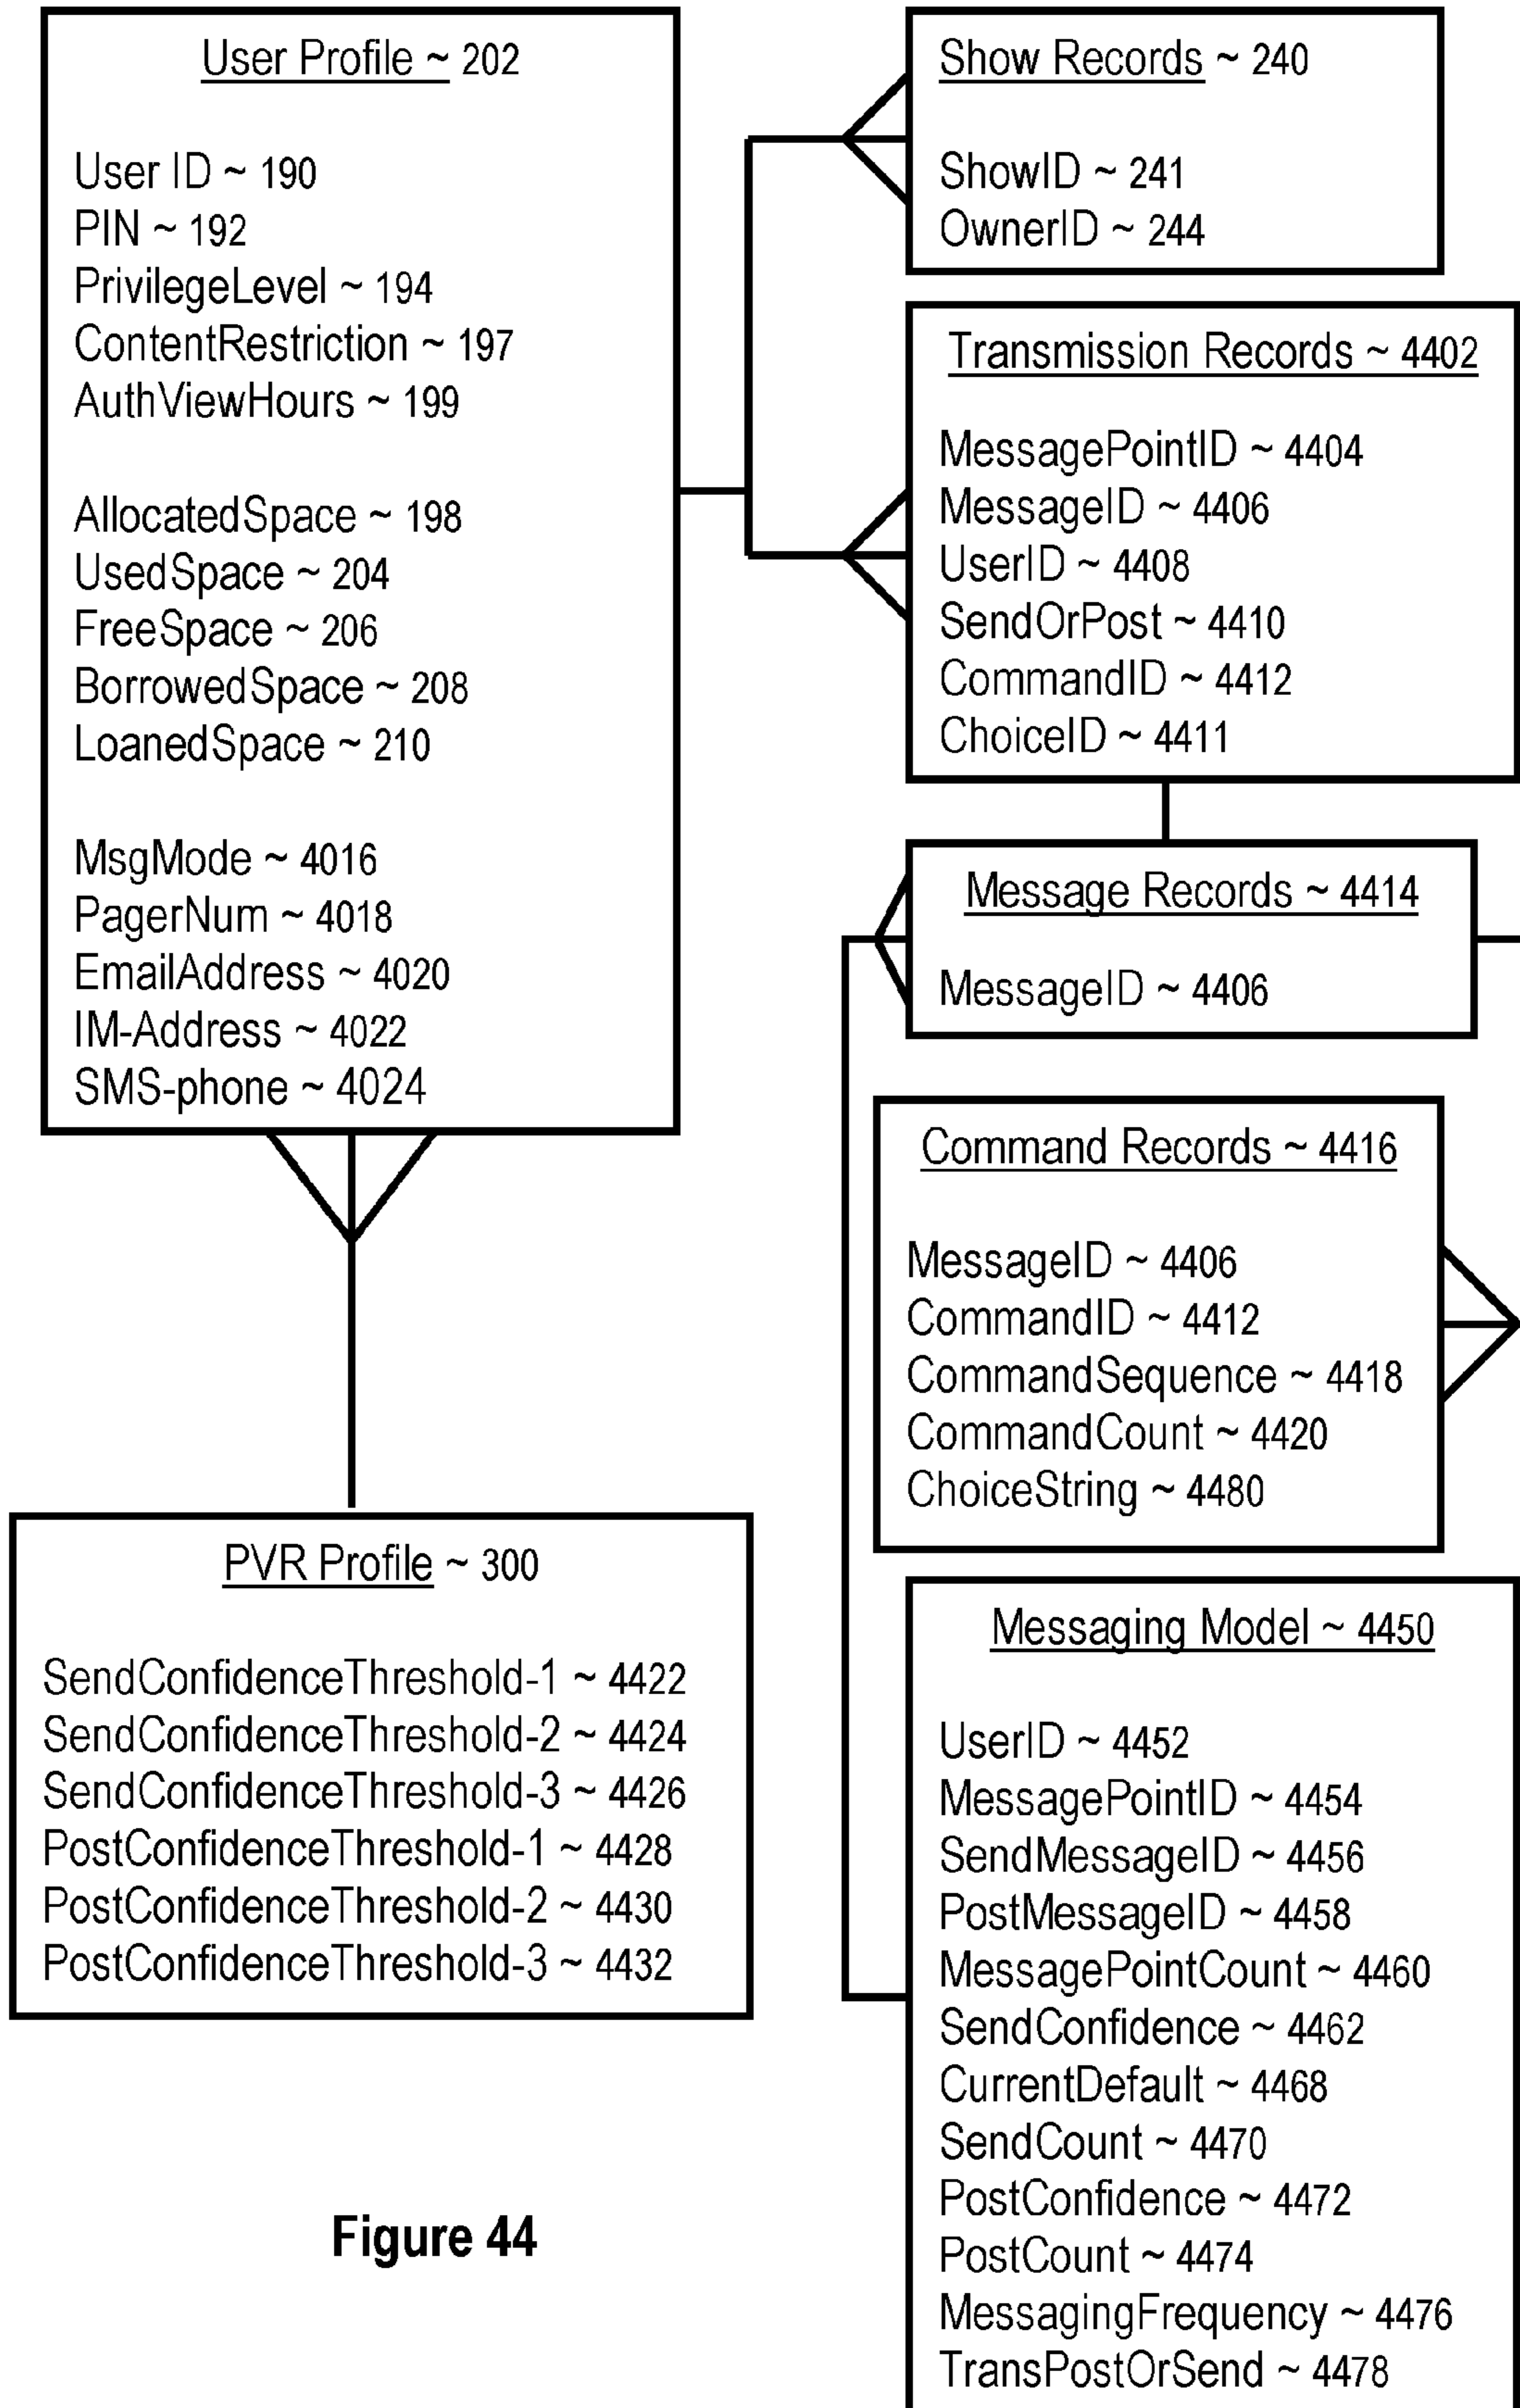 User Profile ~ 202
User ID ~ 190
PIN ~ 192
PrivilegeLevel ~ 194
ContentRestriction ~ 197
AuthViewHours ~ 199
AllocatedSpace ~ 198
UsedSpace ~ 204
FreeSpace ~ 206
BorrowedSpace ~ 208
LoanedSpace ~ 210
MsgMode ~ 4016
PagerNum ~ 4018
EmailAddress ~ 4020
IM-Address ~ 4022
SMS-phone ~ 4024
PVR Profile ~ 300
SendConfidenceThreshold-1 ~ 4422
SendConfidenceThreshold-2 ~ 4424
SendConfidenceThreshold-3 ~ 4426
PostConfidenceThreshold-1 ~ 4428
PostConfidenceThreshold-2 ~ 4430
PostConfidenceThreshold-3 ~ 4432
Show Records ~ 240
ShowID ~ 241
OwnerID ~ 244
Transmission Records ~ 4402
MessagePointID ~ 4404
MessageID ~ 4406
UserID ~ 4408
SendOrPost ~ 4410
CommandID ~ 4412
ChoiceID ~ 4411
Message Records ~ 4414
MessageID ~ 4406
Command Records ~ 4416
MessageID ~ 4406
CommandID ~ 4412
CommandSequence ~ 4418
CommandCount ~ 4420
ChoiceString ~ 4480
Messaging Model ~ 4450
UserID ~ 4452
MessagePointID ~ 4454
SendMessageID ~ 4456
PostMessageID ~ 4458
MessagePointCount ~ 4460
SendConfidence ~ 4462
CurrentDefault ~ 4468
SendCount ~ 4470
PostConfidence ~ 4472
PostCount ~ 4474
MessagingFrequency ~ 4476
TransPostOrSend ~ 4478
Figure 44